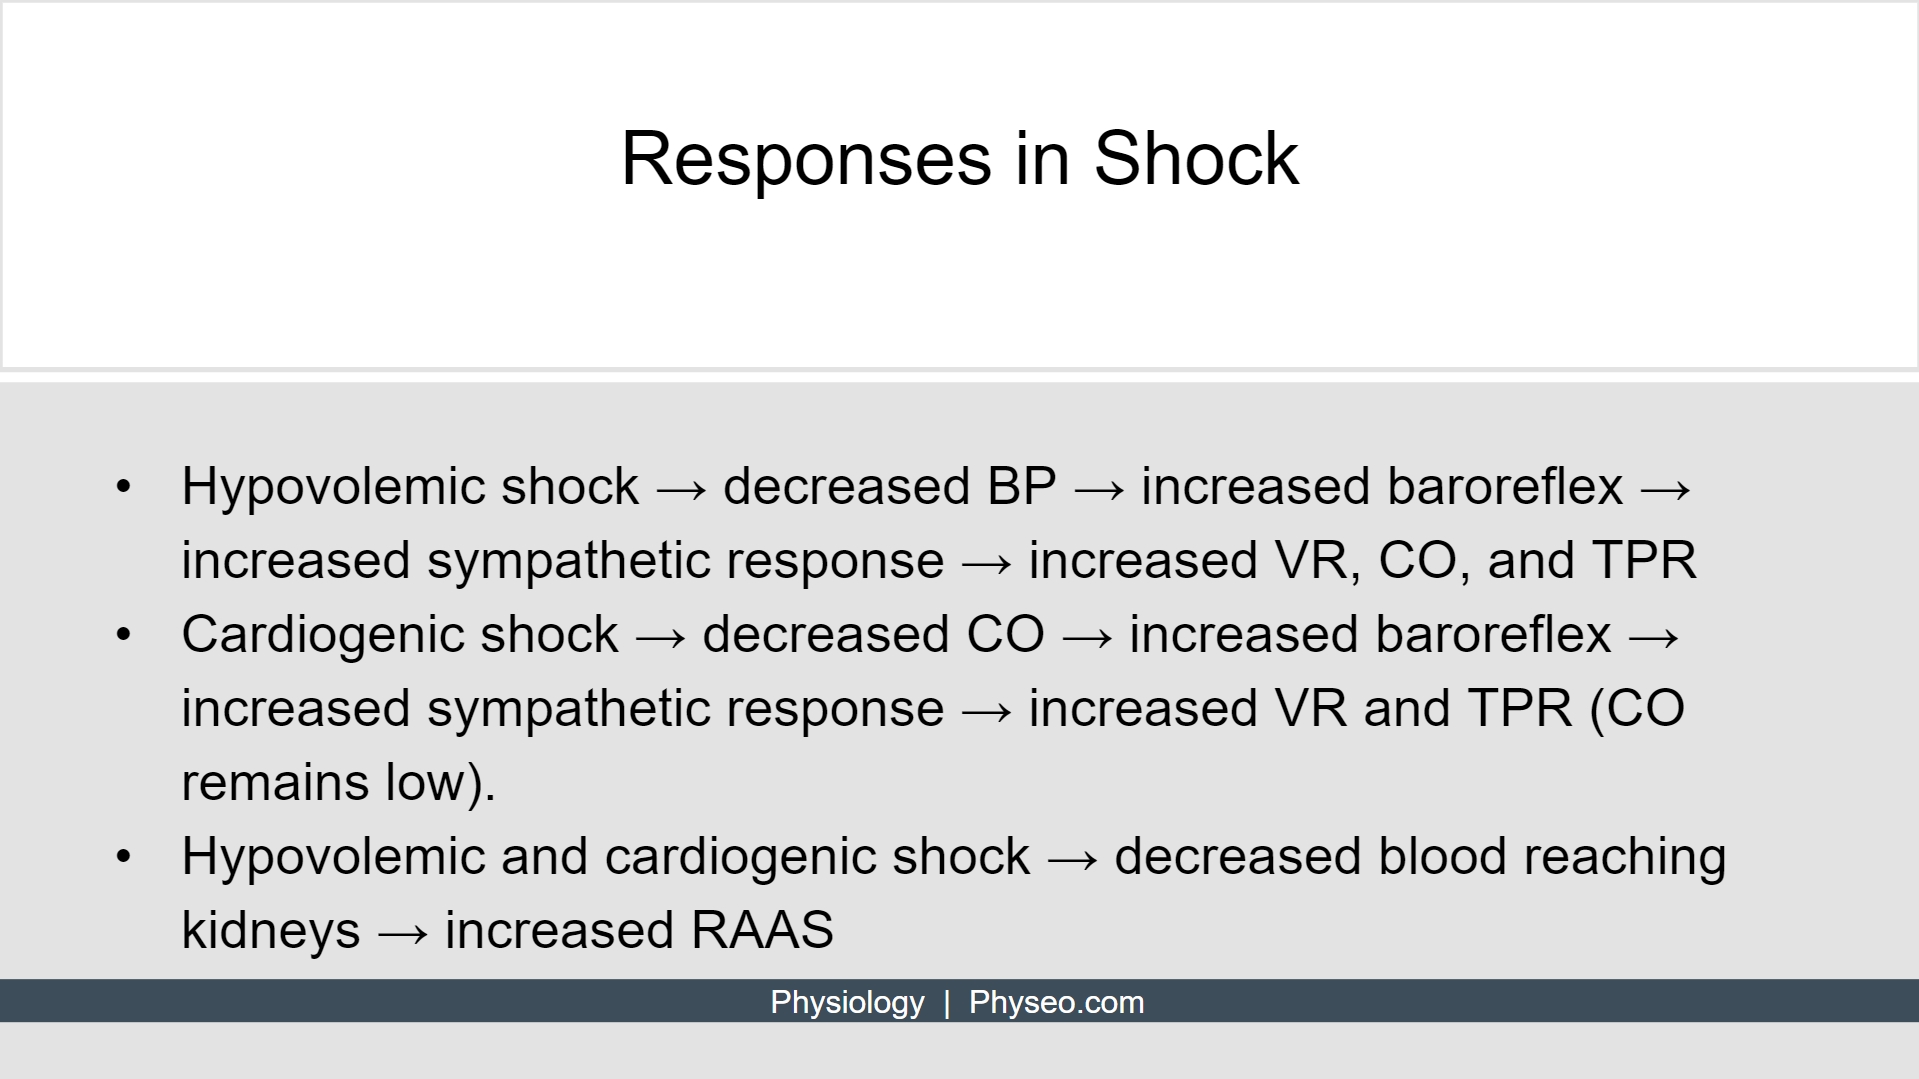 Responses in Shock
• Hypovolemic shock → decreased BP → increased baroreflex →
increased sympathetic response → increased VR, CO, and TPR
• Cardiogenic shock → decreased CO → increased baroreflex →
increased sympathetic response → increased VR and TPR (CO
remains low).
• Hypovolemic and cardiogenic shock → decreased blood reaching
kidneys → increased RAAS
Physiology | Physeo.com